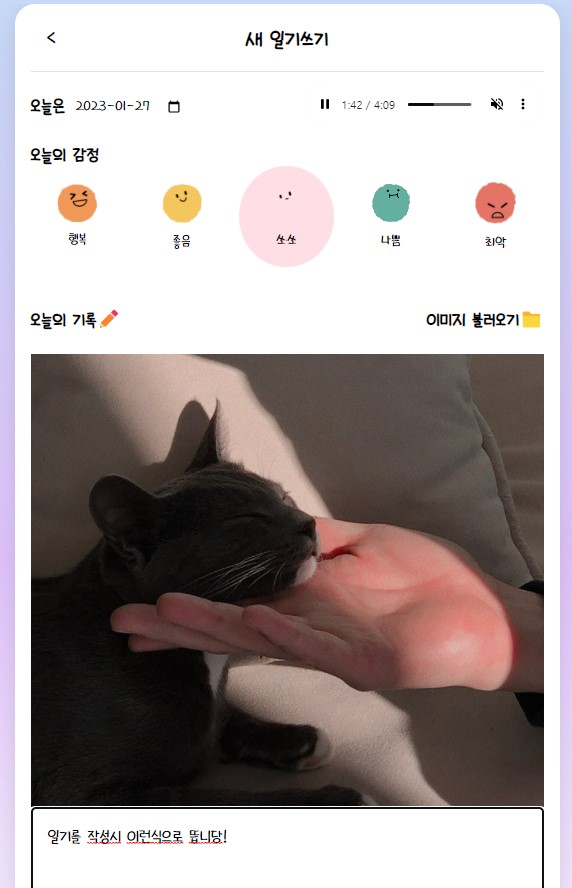 새 일기쓰기
오늘은 2023-01-27 1:42 / 4:09
오늘의 감정
행복 좋음 쏘쏘 나쁨 최악
오늘의 기록 이미지 불러오기
일기를 작성시 이런식으로 뜹니당!